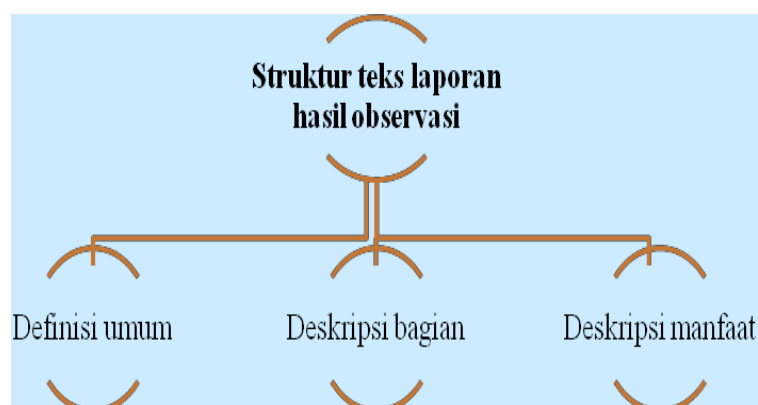 Struktur teks laporan
hasil observasi
Definisi umum
Deskripsi bagian
Deskripsi manfaat